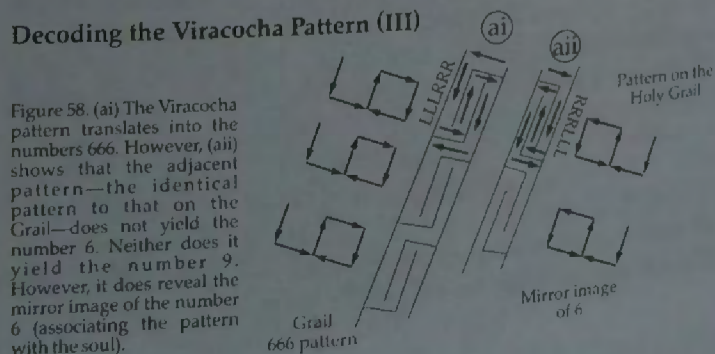 Decoding the Viracocha Pattern (III)
ai
aii
LLLRRR
RRRLLL
Pattern on the
Holy Grail
Figure 58. (ai) The Viracocha
pattern translates into the
numbers 666. However, (aii)
shows that the adjacent
pattern—the identical
pattern to that on the
Grail—does not yield the
number 6. Neither does it
yield the number 9.
However, it does reveal the
mirror image of the number
6 (associating the pattern
with the soul).
Grail
666 pattern
Mirror image
of 6